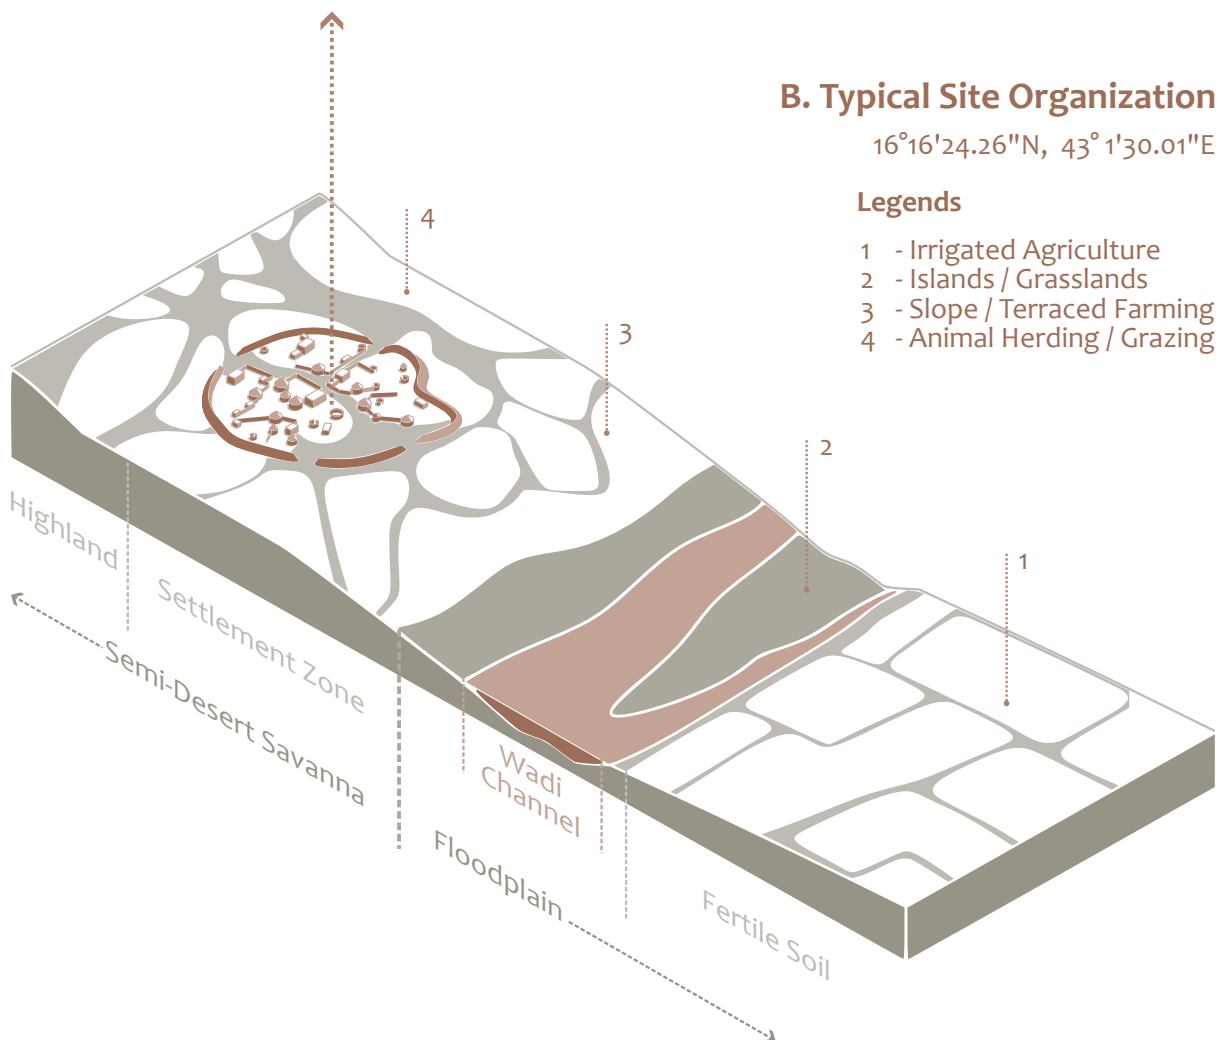 B. Typical Site Organization
16°16'24.26"N, 43° 1'30.01"E
Legends
1 - Irrigated Agriculture
2 - Islands / Grasslands
3 - Slope / Terraced Farming
4 - Animal Herding / Grazing
4
3
2
1
Highland
Settlement Zone
Semi-Desert Savanna
Wadi
Channel
Floodplain
Fertile Soil